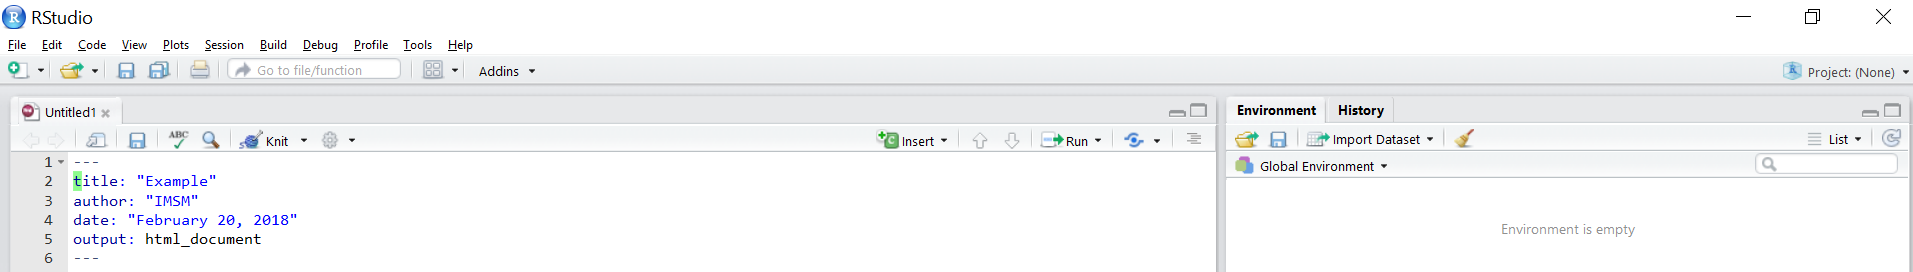 RStudio
File Edit Code View Plots Session Build Debug Profile Tools Help
Go to file/function Addins Project: (None)
Untitled1
ABC Knit Insert Run
1 ---
2 title: "Example"
3 author: "IMSM"
4 date: "February 20, 2018"
5 output: html_document
6 ---
Environment History
Import Dataset List
Global Environment
Environment is empty